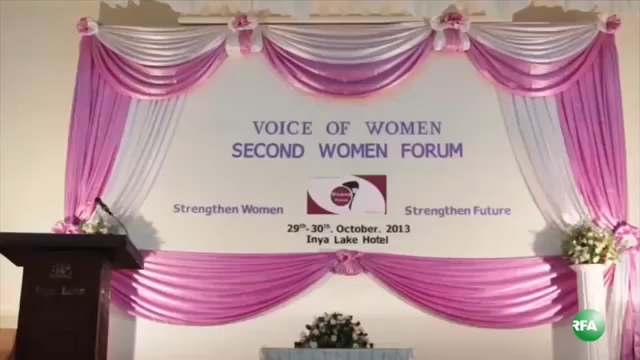 VOICE OF WOMEN
SECOND WOMEN FORUM
Strengthen Women
Strengthen Future
29th-30th. October. 2013
Inya Lake Hotel
RFA